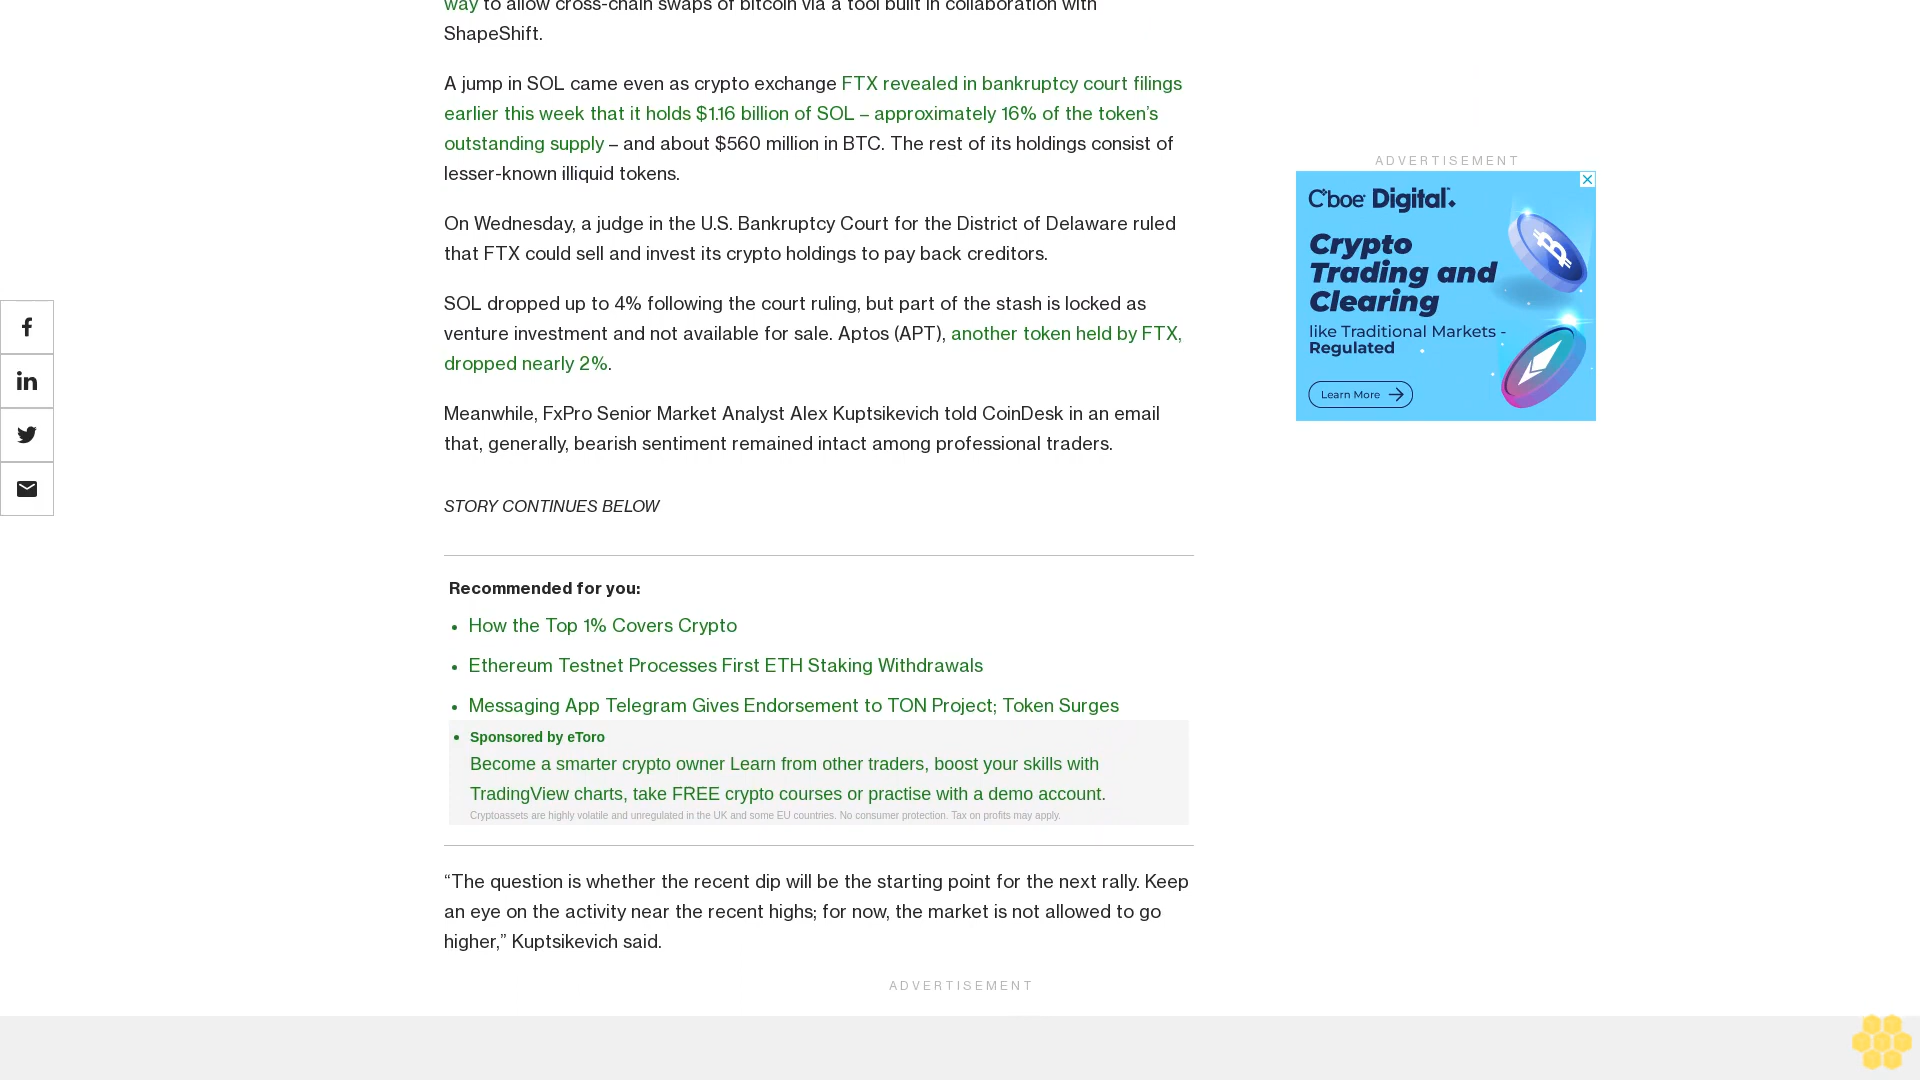 way to allow cross-chain swaps of bitcoin via a tool built in collaboration with
ShapeShift.
A jump in SOL came even as crypto exchange FTX revealed in bankruptcy court filings
earlier this week that it holds $1.16 billion of SOL – approximately 16% of the token’s
outstanding supply – and about $560 million in BTC. The rest of its holdings consist of
lesser-known illiquid tokens.
On Wednesday, a judge in the U.S. Bankruptcy Court for the District of Delaware ruled
that FTX could sell and invest its crypto holdings to pay back creditors.
SOL dropped up to 4% following the court ruling, but part of the stash is locked as
venture investment and not available for sale. Aptos (APT), another token held by FTX,
dropped nearly 2%.
Meanwhile, FxPro Senior Market Analyst Alex Kuptsikevich told CoinDesk in an email
that, generally, bearish sentiment remained intact among professional traders.
STORY CONTINUES BELOW
Recommended for you:
• How the Top 1% Covers Crypto
• Ethereum Testnet Processes First ETH Staking Withdrawals
• Messaging App Telegram Gives Endorsement to TON Project; Token Surges
• Sponsored by eToro
Become a smarter crypto owner Learn from other traders, boost your skills with
TradingView charts, take FREE crypto courses or practise with a demo account.
Cryptoassets are highly volatile and unregulated in the UK and some EU countries. No consumer protection. Tax on profits may apply.
“The question is whether the recent dip will be the starting point for the next rally. Keep
an eye on the activity near the recent highs; for now, the market is not allowed to go
higher,” Kuptsikevich said.
ADVERTISEMENT
ADVERTISEMENT
Cboe Digital
Crypto
Trading and
Clearing
like Traditional Markets -
Regulated
Learn More